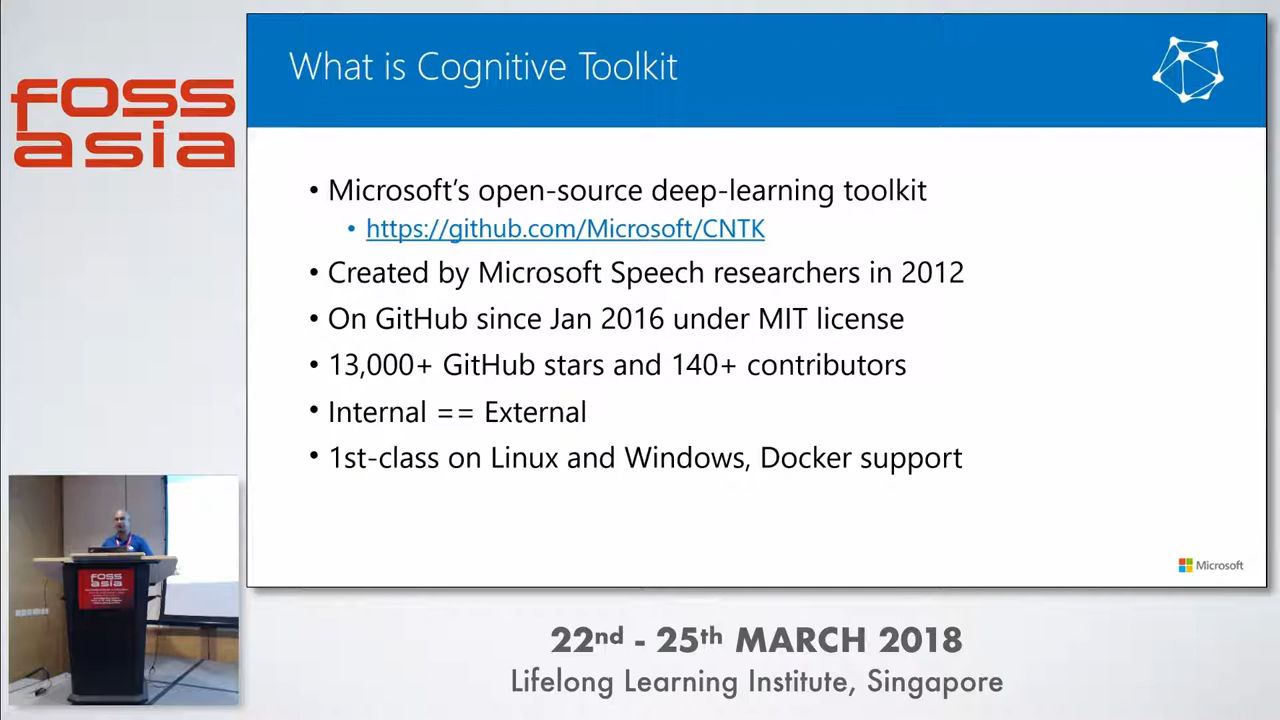 foss
asia
What is Cognitive Toolkit
• Microsoft's open-source deep-learning toolkit
• https://github.com/Microsoft/CNTK
• Created by Microsoft Speech researchers in 2012
• On GitHub since Jan 2016 under MIT license
• 13,000+ GitHub stars and 140+ contributors
• Internal == External
• 1st-class on Linux and Windows, Docker support
Microsoft
foss
asia
22nd - 25th MARCH 2018
Lifelong Learning Institute, Singapore